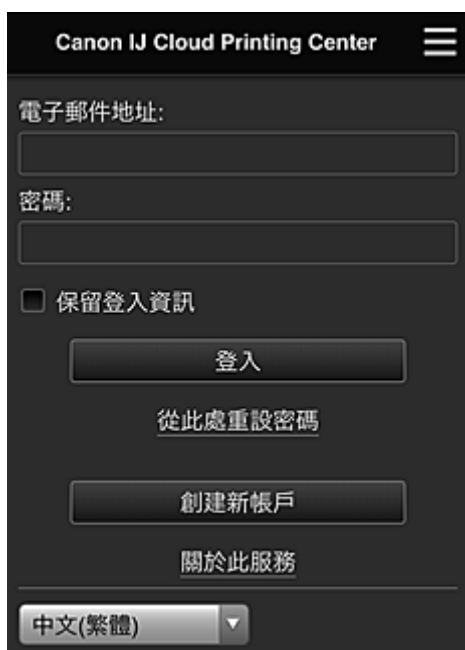 Canon IJ Cloud Printing Center
電子郵件地址:
密碼:
保留登入資訊
登入
從此處重設密碼
創建新帳戶
關於此服務
中文(繁體)